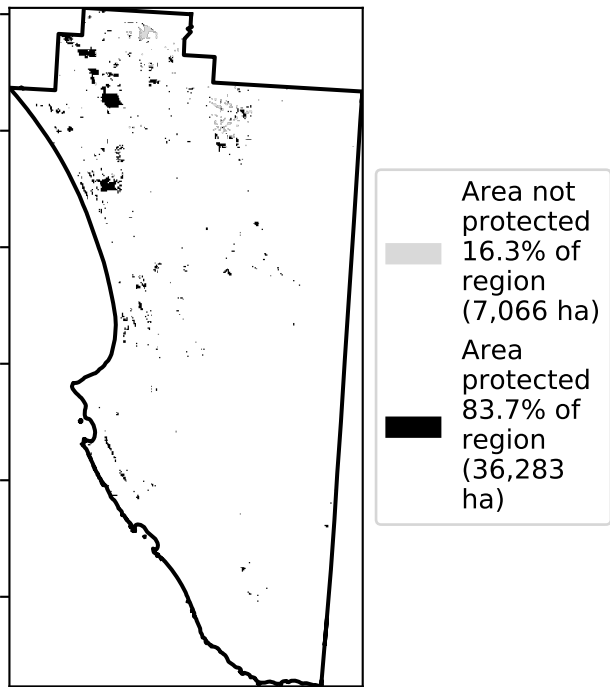 Area not
protected
16.3% of
region
(7,066 ha)
Area
protected
83.7% of
region
(36,283
ha)